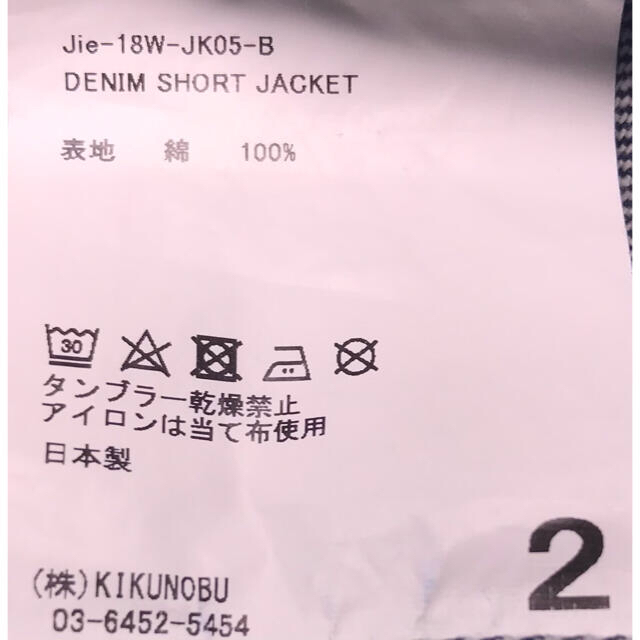 Jie-18W-JK05-B
DENIM SHORT JACKET
表地 綿 100%
30
タンブラー乾燥禁止
アイロンは当て布使用
日本製
2
(株)KIKUNOBU
03-6452-5454